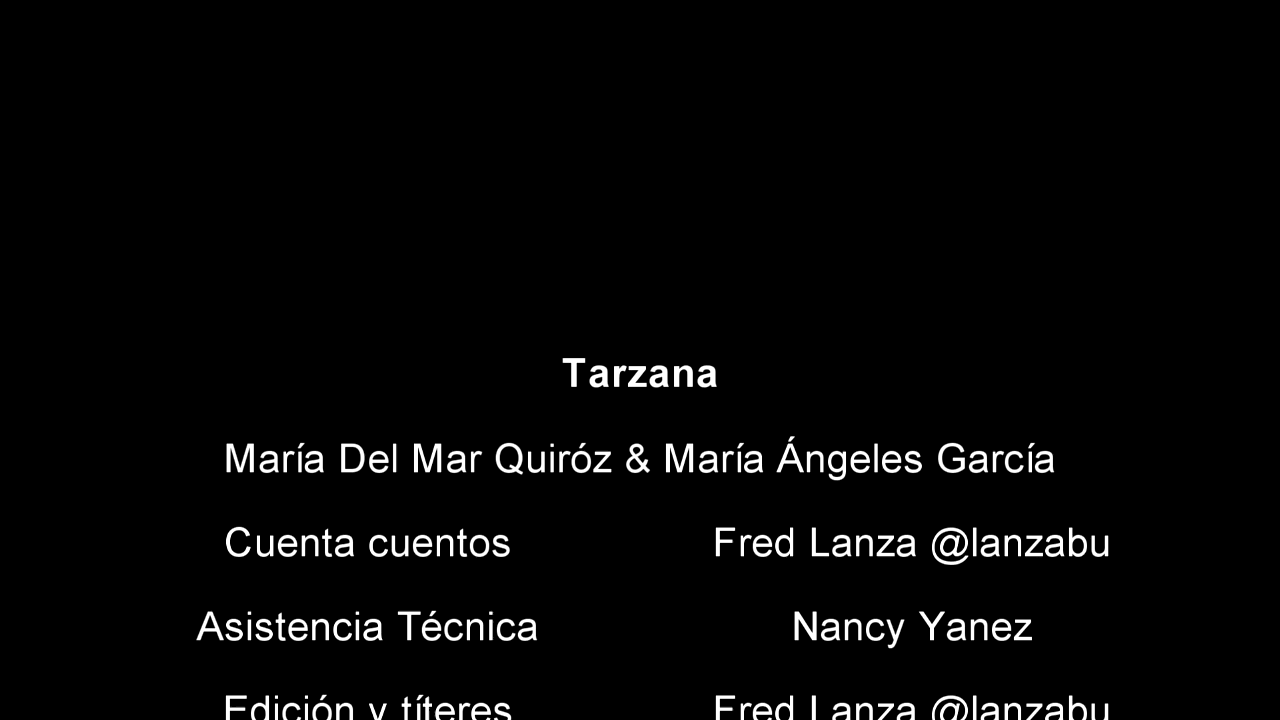 Tarzana
María Del Mar Quiróz & María Ángeles García
Cuenta cuentos Fred Lanza @lanzabu
Asistencia Técnica Nancy Yanez
Edición y títeres Fred Lanza @lanzabu